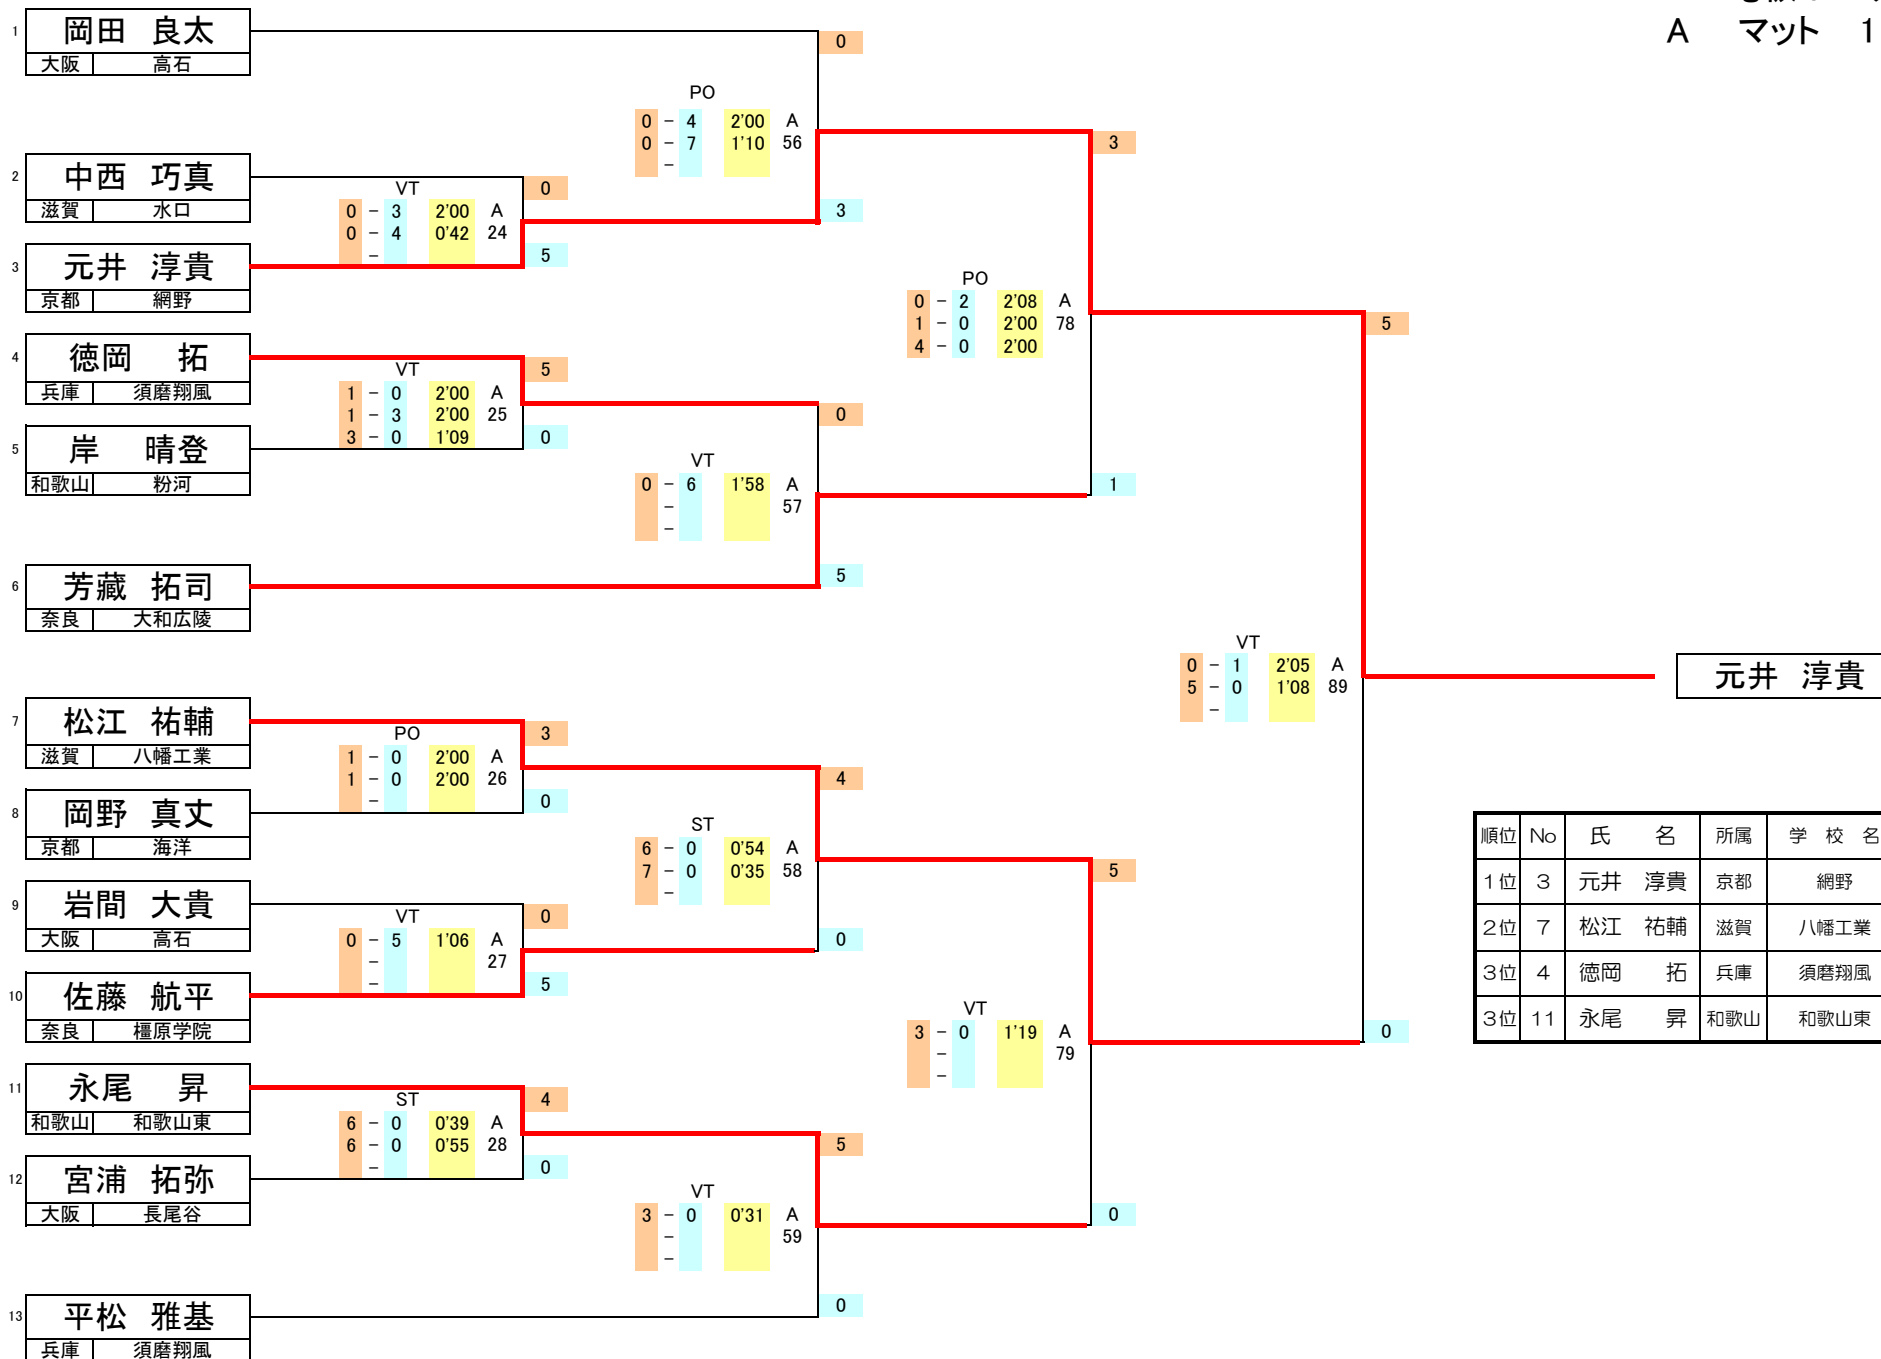 A マット 1
1 岡田 良太
大阪 高石
0
PO
0 - 4 2'00 A
0 - 7 1'10 56
-
3
2 中西 巧真
滋賀 水口
0
VT
0 - 3 2'00 A
0 - 4 0'42 24
-
5
3 元井 淳貴
京都 網野
3
PO
0 - 2 2'08 A
1 - 0 2'00 78
4 - 0 2'00
1
4 徳岡 拓
兵庫 須磨翔風
5
VT
1 - 0 2'00 A
1 - 3 2'00 25
3 - 0 1'09
0
5 岸 晴登
和歌山 粉河
0
VT
0 - 6 1'58 A
- 57
-
5
6 芳藏 拓司
奈良 大和広陵
5
VT
0 - 1 2'05 A
5 - 0 1'08 89
-
0
元井 淳貴
7 松江 祐輔
滋賀 八幡工業
3
PO
1 - 0 2'00 A
1 - 0 2'00 26
-
0
8 岡野 真丈
京都 海洋
4
ST
6 - 0 0'54 A
7 - 0 0'35 58
-
0
9 岩間 大貴
大阪 高石
0
VT
0 - 5 1'06 A
- 27
-
5
10 佐藤 航平
奈良 橿原学院
5
VT
3 - 0 1'19 A
- 79
-
0
11 永尾 昇
和歌山 和歌山東
4
ST
6 - 0 0'39 A
6 - 0 0'55 28
-
0
12 宮浦 拓弥
大阪 長尾谷
5
VT
3 - 0 0'31 A
- 59
-
0
13 平松 雅基
兵庫 須磨翔風
順位 No 氏 名 所属 学 校 名
1位 3 元井 淳貴 京都 網野
2位 7 松江 祐輔 滋賀 八幡工業
3位 4 徳岡 拓 兵庫 須磨翔風
3位 11 永尾 昇 和歌山 和歌山東